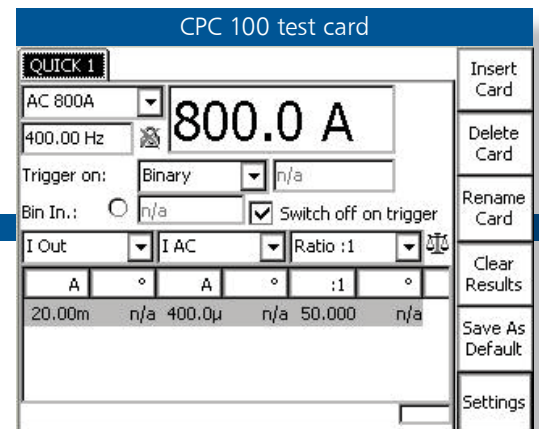 CPC 100 test card
QUICK 1
AC 800A
800.0 A
400.00 Hz
Trigger on: Binary n/a
Bin In.: n/a Switch off on trigger
I Out I AC Ratio :1
A ° A ° :1 °
20.00m n/a 400.0µ n/a 50.000 n/a
Insert
Card
Delete
Card
Rename
Card
Clear
Results
Save As
Default
Settings